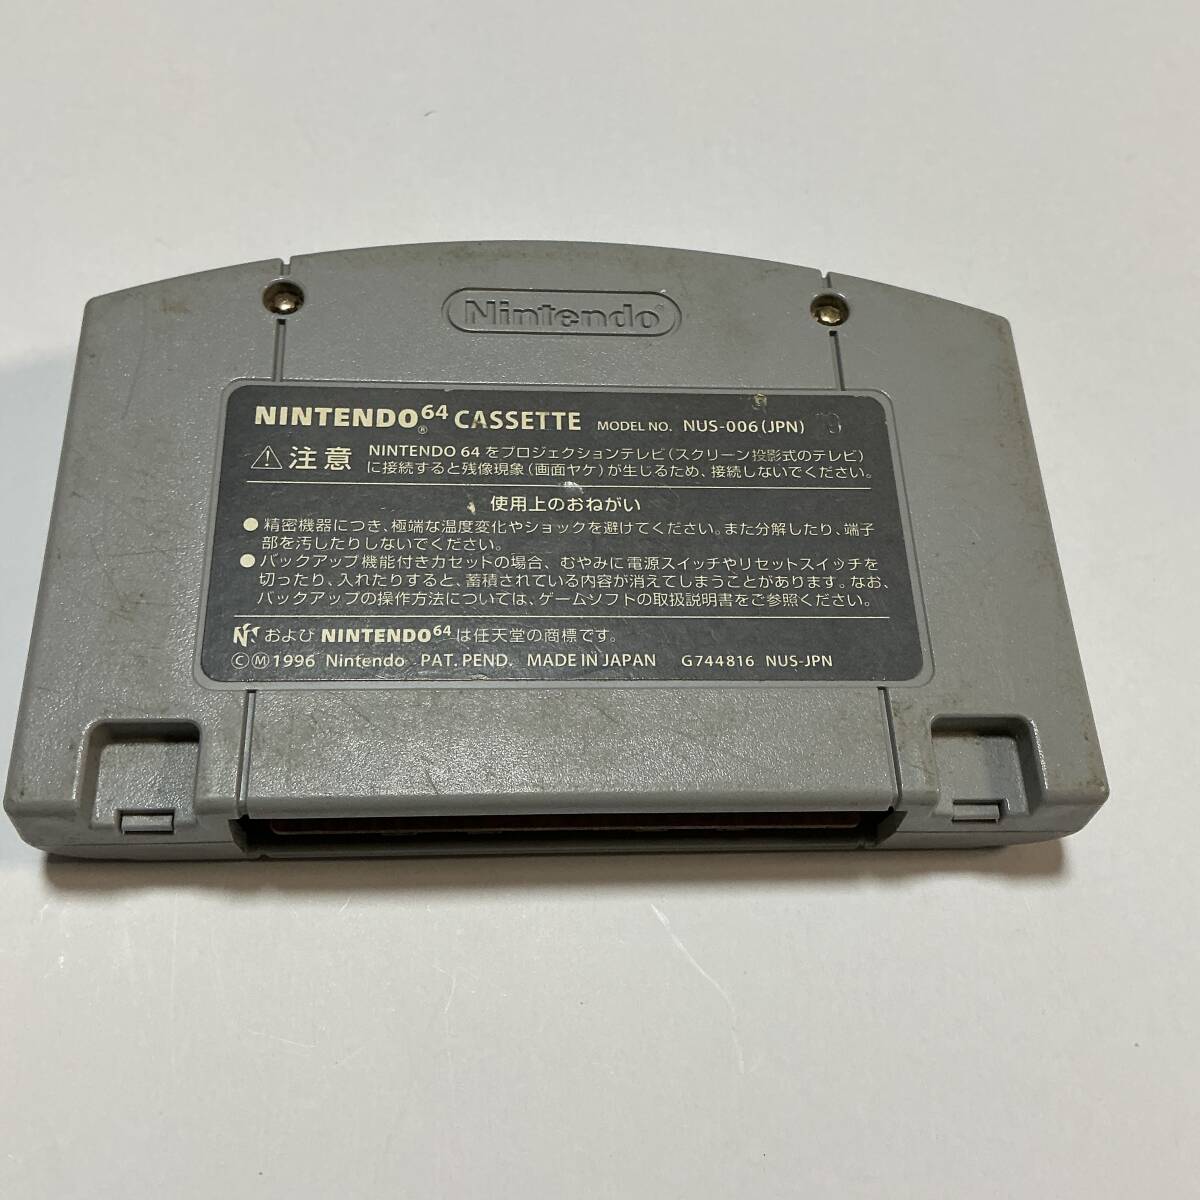 Nintendo
NINTENDO64 CASSETTE MODEL NO. NUS-006(JPN) 19
注意 NINTENDO 64 をプロジェクションテレビ(スクリーン投影式のテレビ)
に接続すると残像現象(画面ヤケ)が生じるため、接続しないでください。
使用上のおねがい
●精密機器につき、極端な温度変化やショックを避けてください。また分解したり、端子
部を汚したりしないでください。
●バックアップ機能付きカセットの場合、むやみに電源スイッチやリセットスイッチを
切ったり、入れたりすると、蓄積されている内容が消えてしまうことがあります。なお、
バックアップの操作方法については、ゲームソフトの取扱説明書をご参照ください。
および NINTENDO64 は任天堂の商標です。
©Ⓜ1996 Nintendo PAT. PEND. MADE IN JAPAN G744816 NUS-JPN